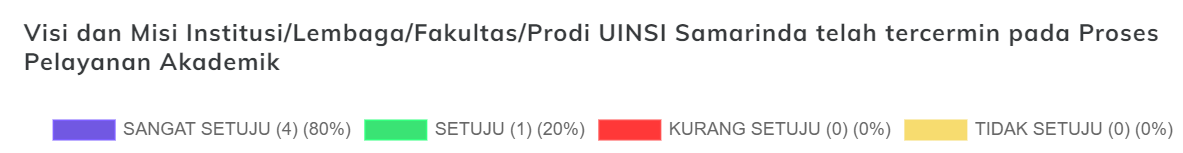 Visi dan Misi Institusi/Lembaga/Fakultas/Prodi UINSI Samarinda telah tercermin pada Proses
Pelayanan Akademik
SANGAT SETUJU (4) (80%) SETUJU (1) (20%) KURANG SETUJU (0) (0%) TIDAK SETUJU (0) (0%)